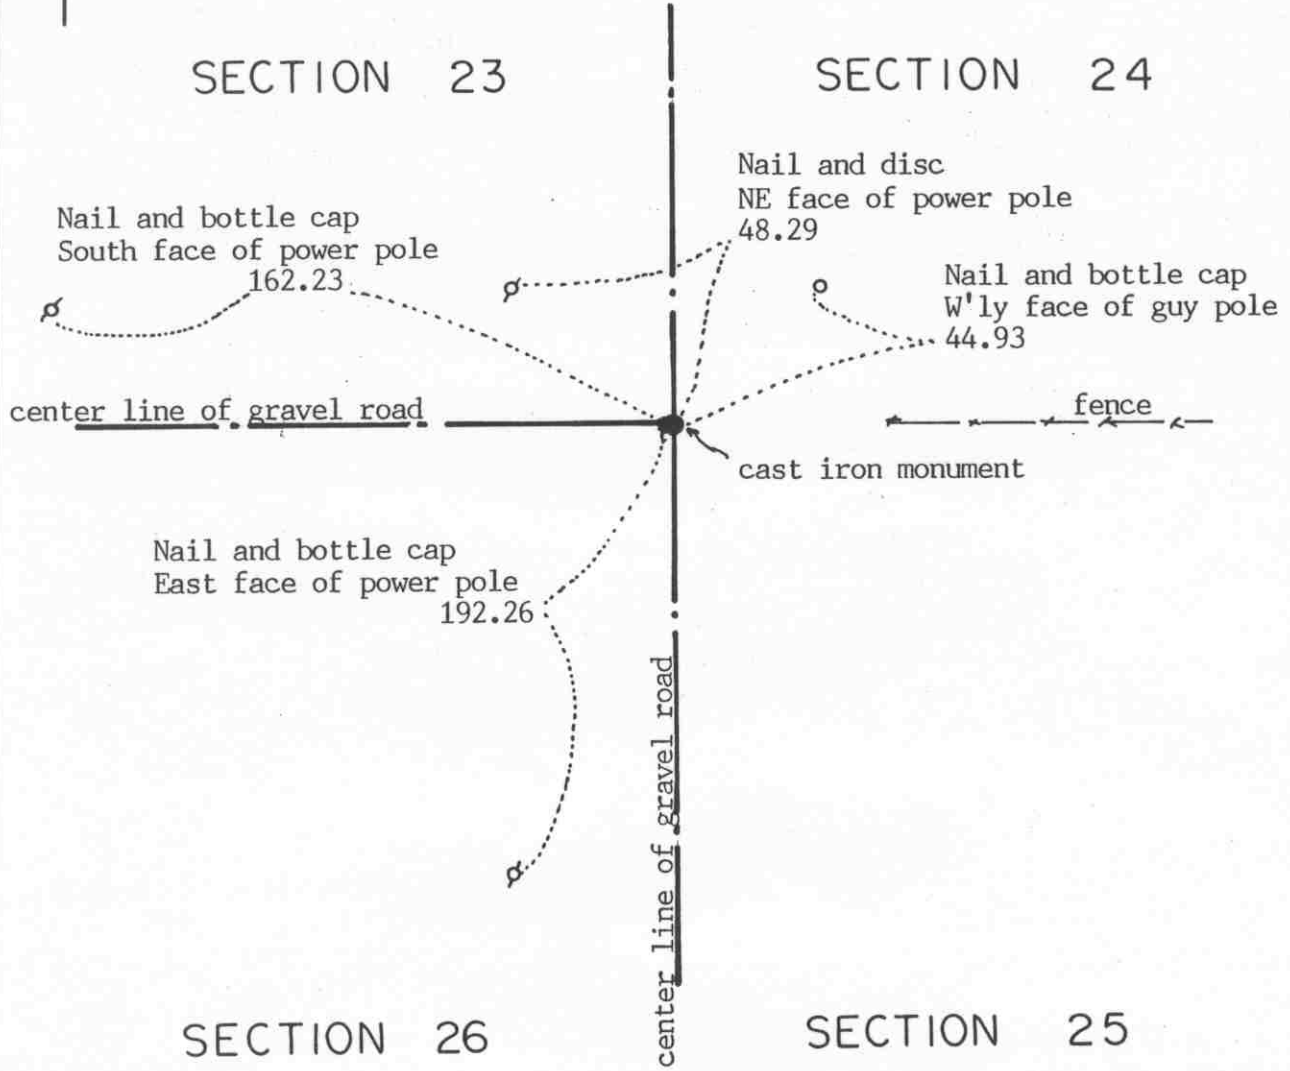 SECTION 23
SECTION 24
Nail and disc
NE face of power pole
48.29
Nail and bottle cap
South face of power pole
162.23
Nail and bottle cap
W'ly face of guy pole
44.93
center line of gravel road
fence
cast iron monument
Nail and bottle cap
East face of power pole
192.26
center line of gravel road
SECTION 26
SECTION 25